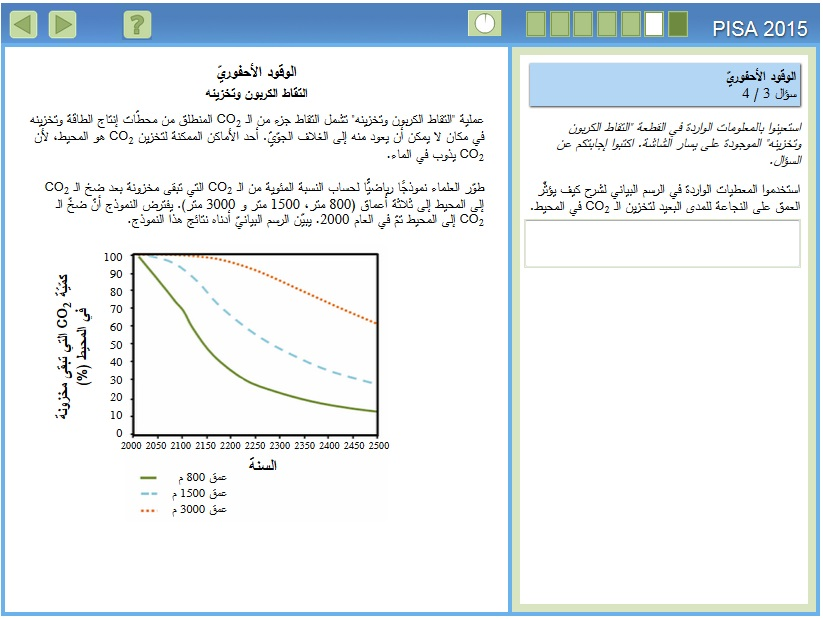 ?
PISA 2015
الوقود الأحفوريّ
التقاط الكربون وتخزينه
عملية "التقاط الكربون وتخزينه" تشمل التقاط جزء من الـ CO2 المنطلق من محطّات إنتاج الطاقة وتخزينه
في مكان لا يمكن أن يعود منه إلى الغلاف الجوّيّ. أحد الأماكن الممكنة لتخزين CO2 هو المحيط، لأن
CO2 يذوب في الماء.
طوّر العلماء نموذجًا رياضيًّا لحساب النسبة المئوية من الـ CO2 التي تبقى مخزونة بعد ضخّ الـ CO2
إلى المحيط إلى ثلاثة أعماق (800 متر، 1500 متر و 3000 متر). يفترض النموذج أنّ ضخّ الـ
CO2 إلى المحيط تمّ في العام 2000. يبيّن الرسم البيانيّ أدناه نتائج هذا النموذج.
كمّيّة CO2 التي تبقى مخزونة
في المحيط (%)
100
90
80
70
60
50
40
30
20
10
0
2000 2050 2100 2150 2200 2250 2300 2350 2400 2450 2500
السنة
عمق 800 م
عمق 1500 م
عمق 3000 م
الوقود الأحفوريّ
سؤال 3 / 4
استعينوا بالمعلومات الواردة في القطعة "التقاط الكربون
وتخزينه" الموجودة على يسار الشاشة. اكتبوا إجابتكم عن
السؤال.
استخدموا المعطيات الواردة في الرسم البياني لشرح كيف يؤثّر
العمق على النجاعة للمدى البعيد لتخزين الـ CO2 في المحيط.